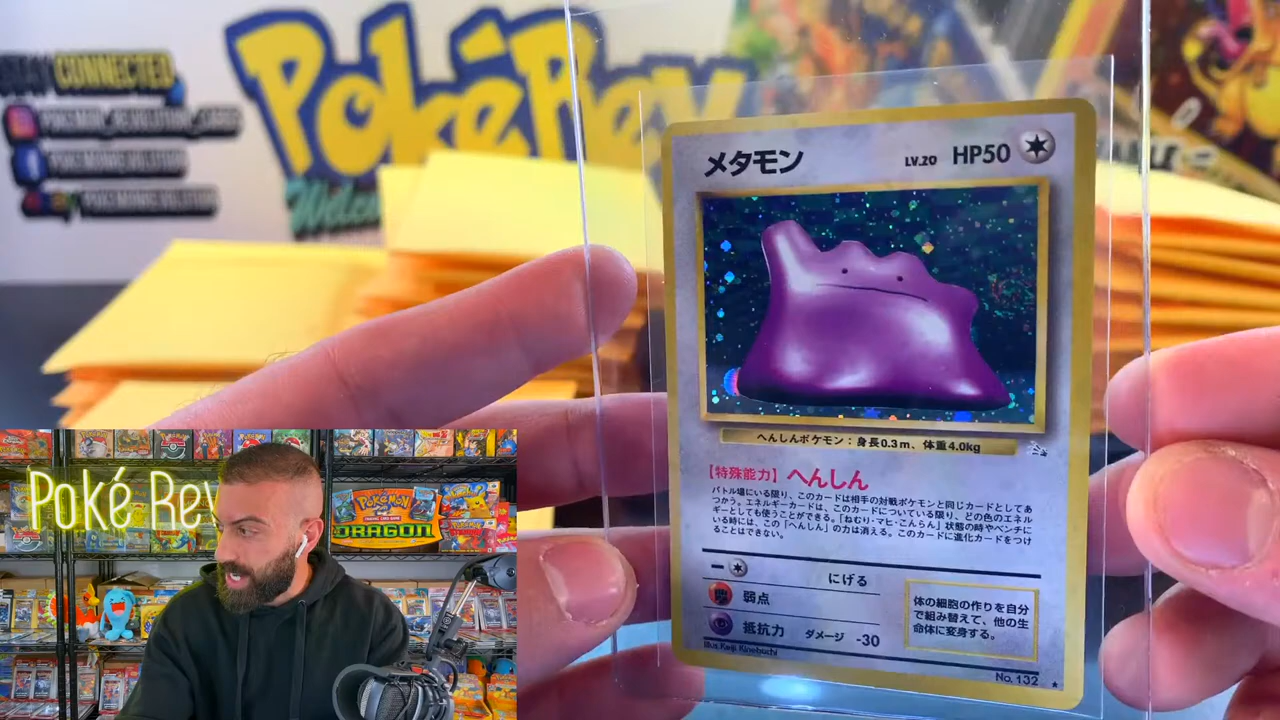 STAY CONNECTED
POKEMON_REVOLUTION_CARD
POKEMONREVOLUTION
POKEMONREVOLUTION
PokéRev
Welco
メタモン
LV.20 HP50
へんしんポケモン：身長0.3m、体重4.0kg
【特殊能力】へんしん
バトル場にいる限り、このカードは相手の対戦ポケモンと同じカードとしてあ
つかう。エネルギーカードは、このカードについている限り、どの色のエネル
ギーとしても使うことができる。「ねむり・マヒ・こんらん」状態の時やベンチに
いる時には、この「へんしん」の力は消える。このカードに進化カードをつけ
ることはできない。
にげる
弱点
抵抗力 ダメージ -30
体の細胞の作りを自分
で組み替えて、他の生
命体に変身する。
Illus.Keiji Kinebuchi
No.132
Poké Rev
POKéMON
DRAGON